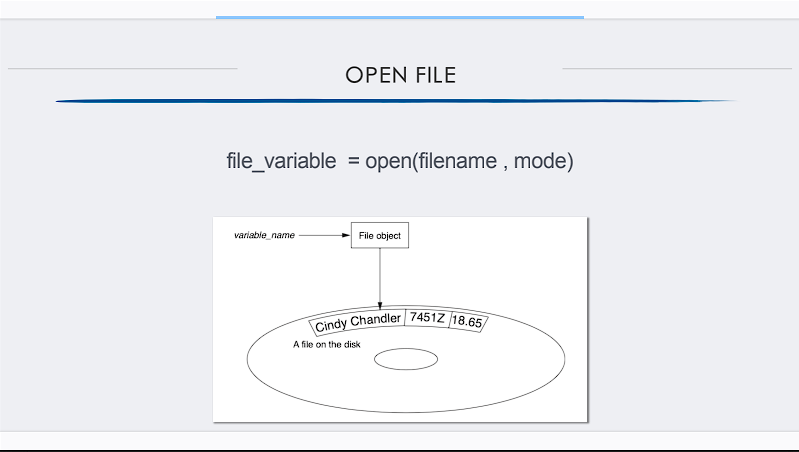 OPEN FILE
file_variable = open(filename , mode)
variable_name
File object
Cindy Chandler 7451Z 18.65
A file on the disk